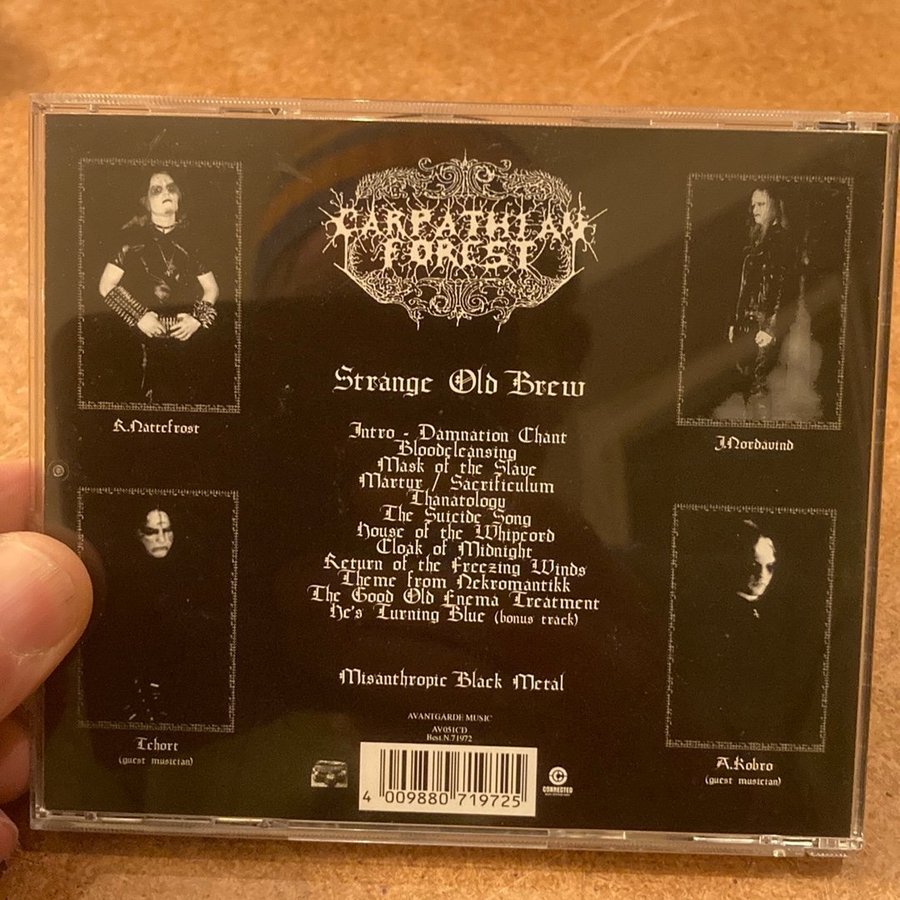 CARPATHIAN
FOREST
Strange Old Brew
R.Nattefrost
J.Nordavind
Intro - Damnation Chant
Bloodcleansing
Mask of the Slave
Martyr / Sacrificulum
Thanatology
The Suicide Song
House of the Whipcord
Cloak of Midnight
Return of the Freezing Winds
Theme from Nekromantikk
The Good Old Enema Treatment
He's Turning Blue (bonus track)
Misanthropic Black Metal
Tchort
(guest musician)
A.Kobro
(guest musician)
AVANTGARDE MUSIC
AV051CD
Best.N.71972
4 009880 719725
CONNECTED